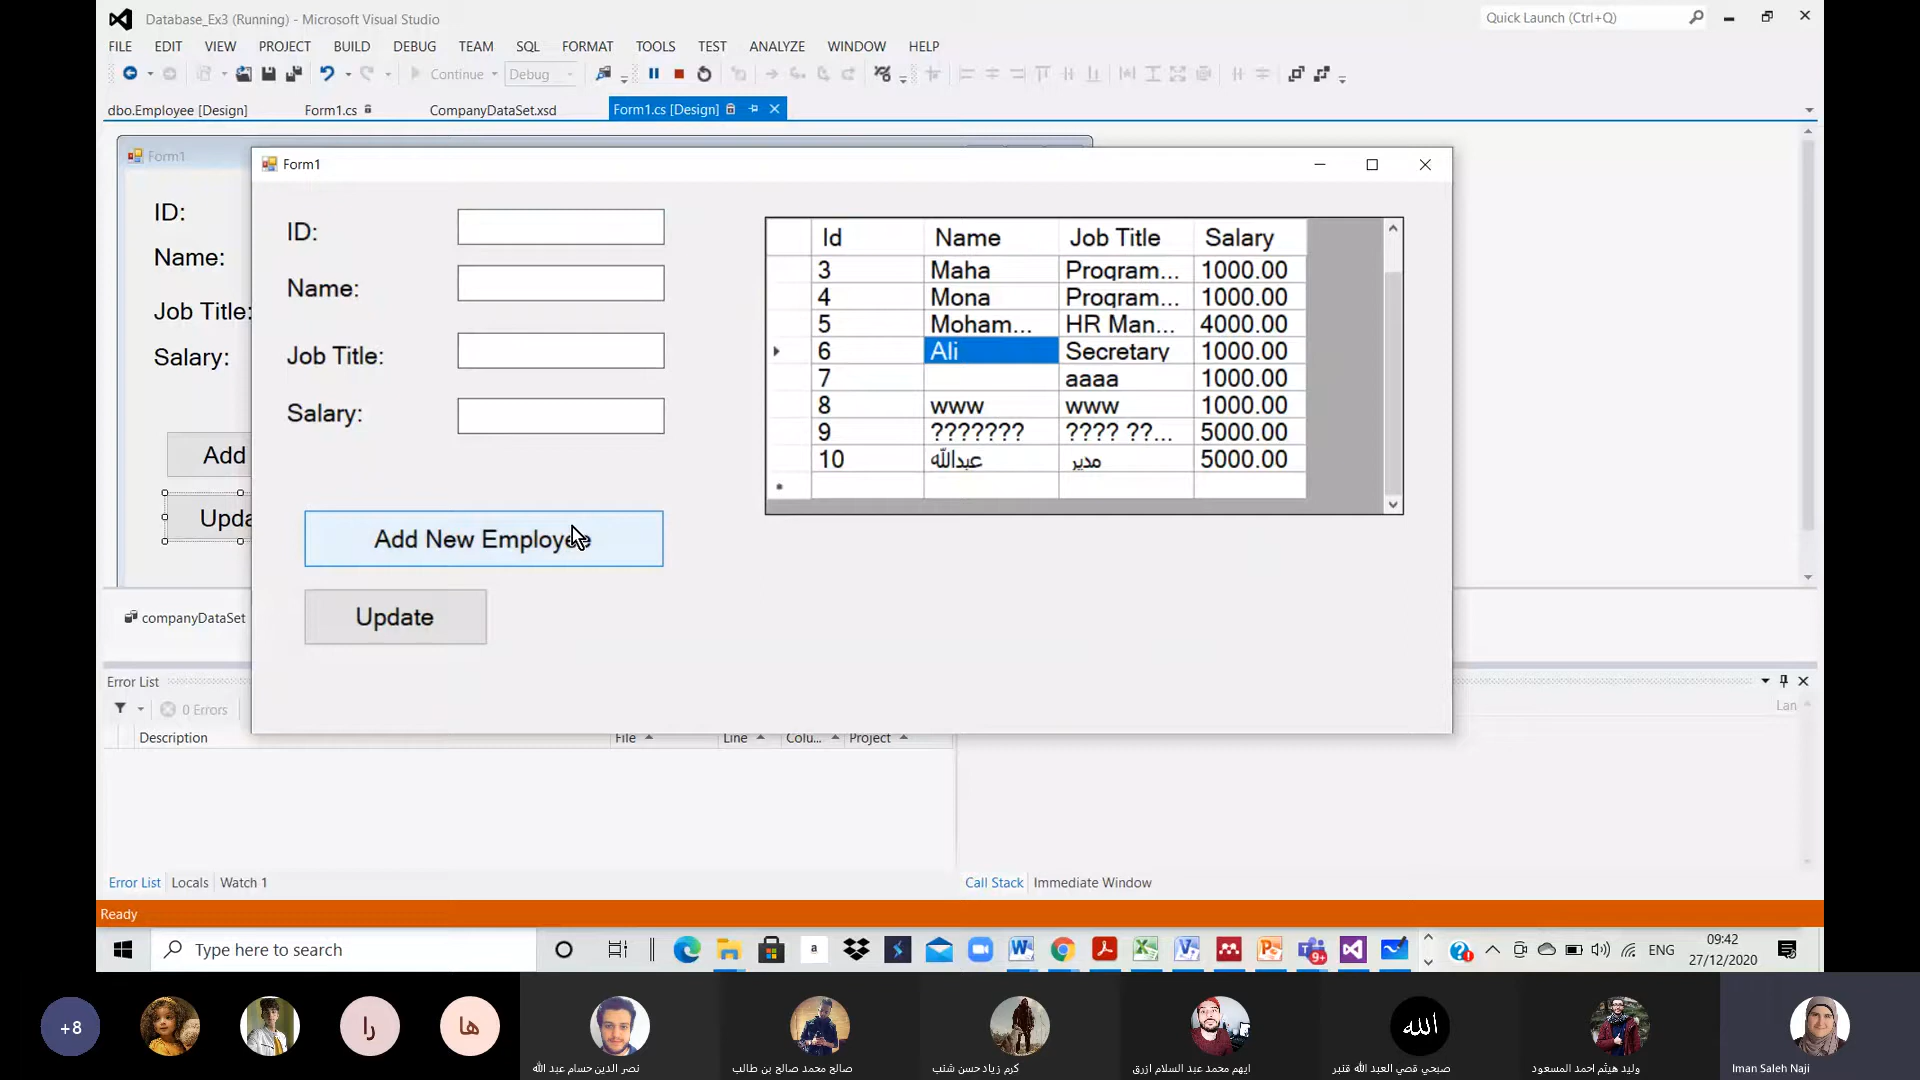 Database_Ex3 (Running) - Microsoft Visual Studio
Quick Launch (Ctrl+Q)
FILE EDIT VIEW PROJECT BUILD DEBUG TEAM SQL FORMAT TOOLS TEST ANALYZE WINDOW HELP
Continue Debug
dbo.Employee [Design] Form1.cs CompanyDataSet.xsd Form1.cs [Design]
Form1
ID:
Name:
Job Title:
Salary:
Add
Upda
Form1
ID:
Name:
Job Title:
Salary:
Add New Employee
Update
Id Name Job Title Salary
3 Maha Program... 1000.00
4 Mona Program... 1000.00
5 Moham... HR Man... 4000.00
6 Ali Secretary 1000.00
7 aaaa 1000.00
8 www www 1000.00
9 ??????? ???? ??... 5000.00
10 عبدالله مدير 5000.00
companyDataSet
Error List
0 Errors
Lan
Description File Line Colu... Project
Error List Locals Watch 1
Call Stack Immediate Window
Ready
Type here to search
a
9+
ENG
09:42
27/12/2020
+8
را
ها
الله
نصر الدين حسام عبد الله
صالح محمد صالح بن طالب
كرم زياد حسن شنب
ايهم محمد عبد السلام ازرق
صبحي قصي العبد الله قنبر
وليد هيثم احمد المسعود
Iman Saleh Naji